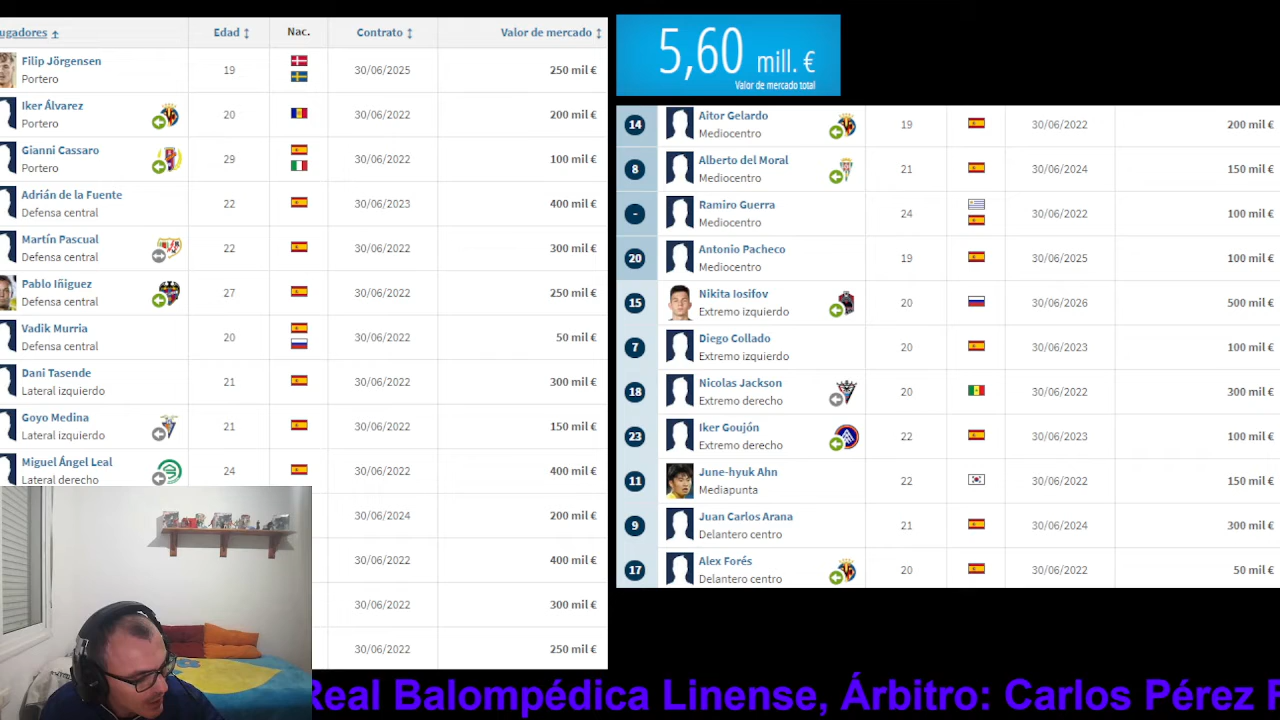 ugadores Edad Nac. Contrato Valor de mercado
Filip Jörgensen
Portero
19 30/06/2025 250 mil €
Iker Álvarez
Portero
20 30/06/2022 200 mil €
Gianni Cassaro
Portero
29 30/06/2022 100 mil €
Adrián de la Fuente
Defensa central
22 30/06/2023 400 mil €
Martín Pascual
Defensa central
22 30/06/2022 300 mil €
Pablo Iñiguez
Defensa central
27 30/06/2022 250 mil €
Vadik Murria
Defensa central
20 30/06/2022 50 mil €
Dani Tasende
Lateral izquierdo
21 30/06/2022 300 mil €
Goyo Medina
Lateral izquierdo
21 30/06/2022 150 mil €
Miguel Ángel Leal
Lateral derecho
24 30/06/2022 400 mil €
30/06/2024 200 mil €
30/06/2022 400 mil €
30/06/2022 300 mil €
30/06/2022 250 mil €
5,60 mill. €
Valor de mercado total
14 Aitor Gelardo
Mediocentro
19 30/06/2022 200 mil €
8 Alberto del Moral
Mediocentro
21 30/06/2024 150 mil €
- Ramiro Guerra
Mediocentro
24 30/06/2022 100 mil €
20 Antonio Pacheco
Mediocentro
19 30/06/2025 100 mil €
15 Nikita Iosifov
Extremo izquierdo
20 30/06/2026 500 mil €
7 Diego Collado
Extremo izquierdo
20 30/06/2023 100 mil €
18 Nicolas Jackson
Extremo derecho
20 30/06/2022 300 mil €
23 Iker Goujón
Extremo derecho
22 30/06/2023 100 mil €
11 June-hyuk Ahn
Mediapunta
22 30/06/2022 150 mil €
9 Juan Carlos Arana
Delantero centro
21 30/06/2024 300 mil €
17 Alex Forés
Delantero centro
20 30/06/2022 50 mil €
Real Balompédica Linense, Árbitro: Carlos Pérez